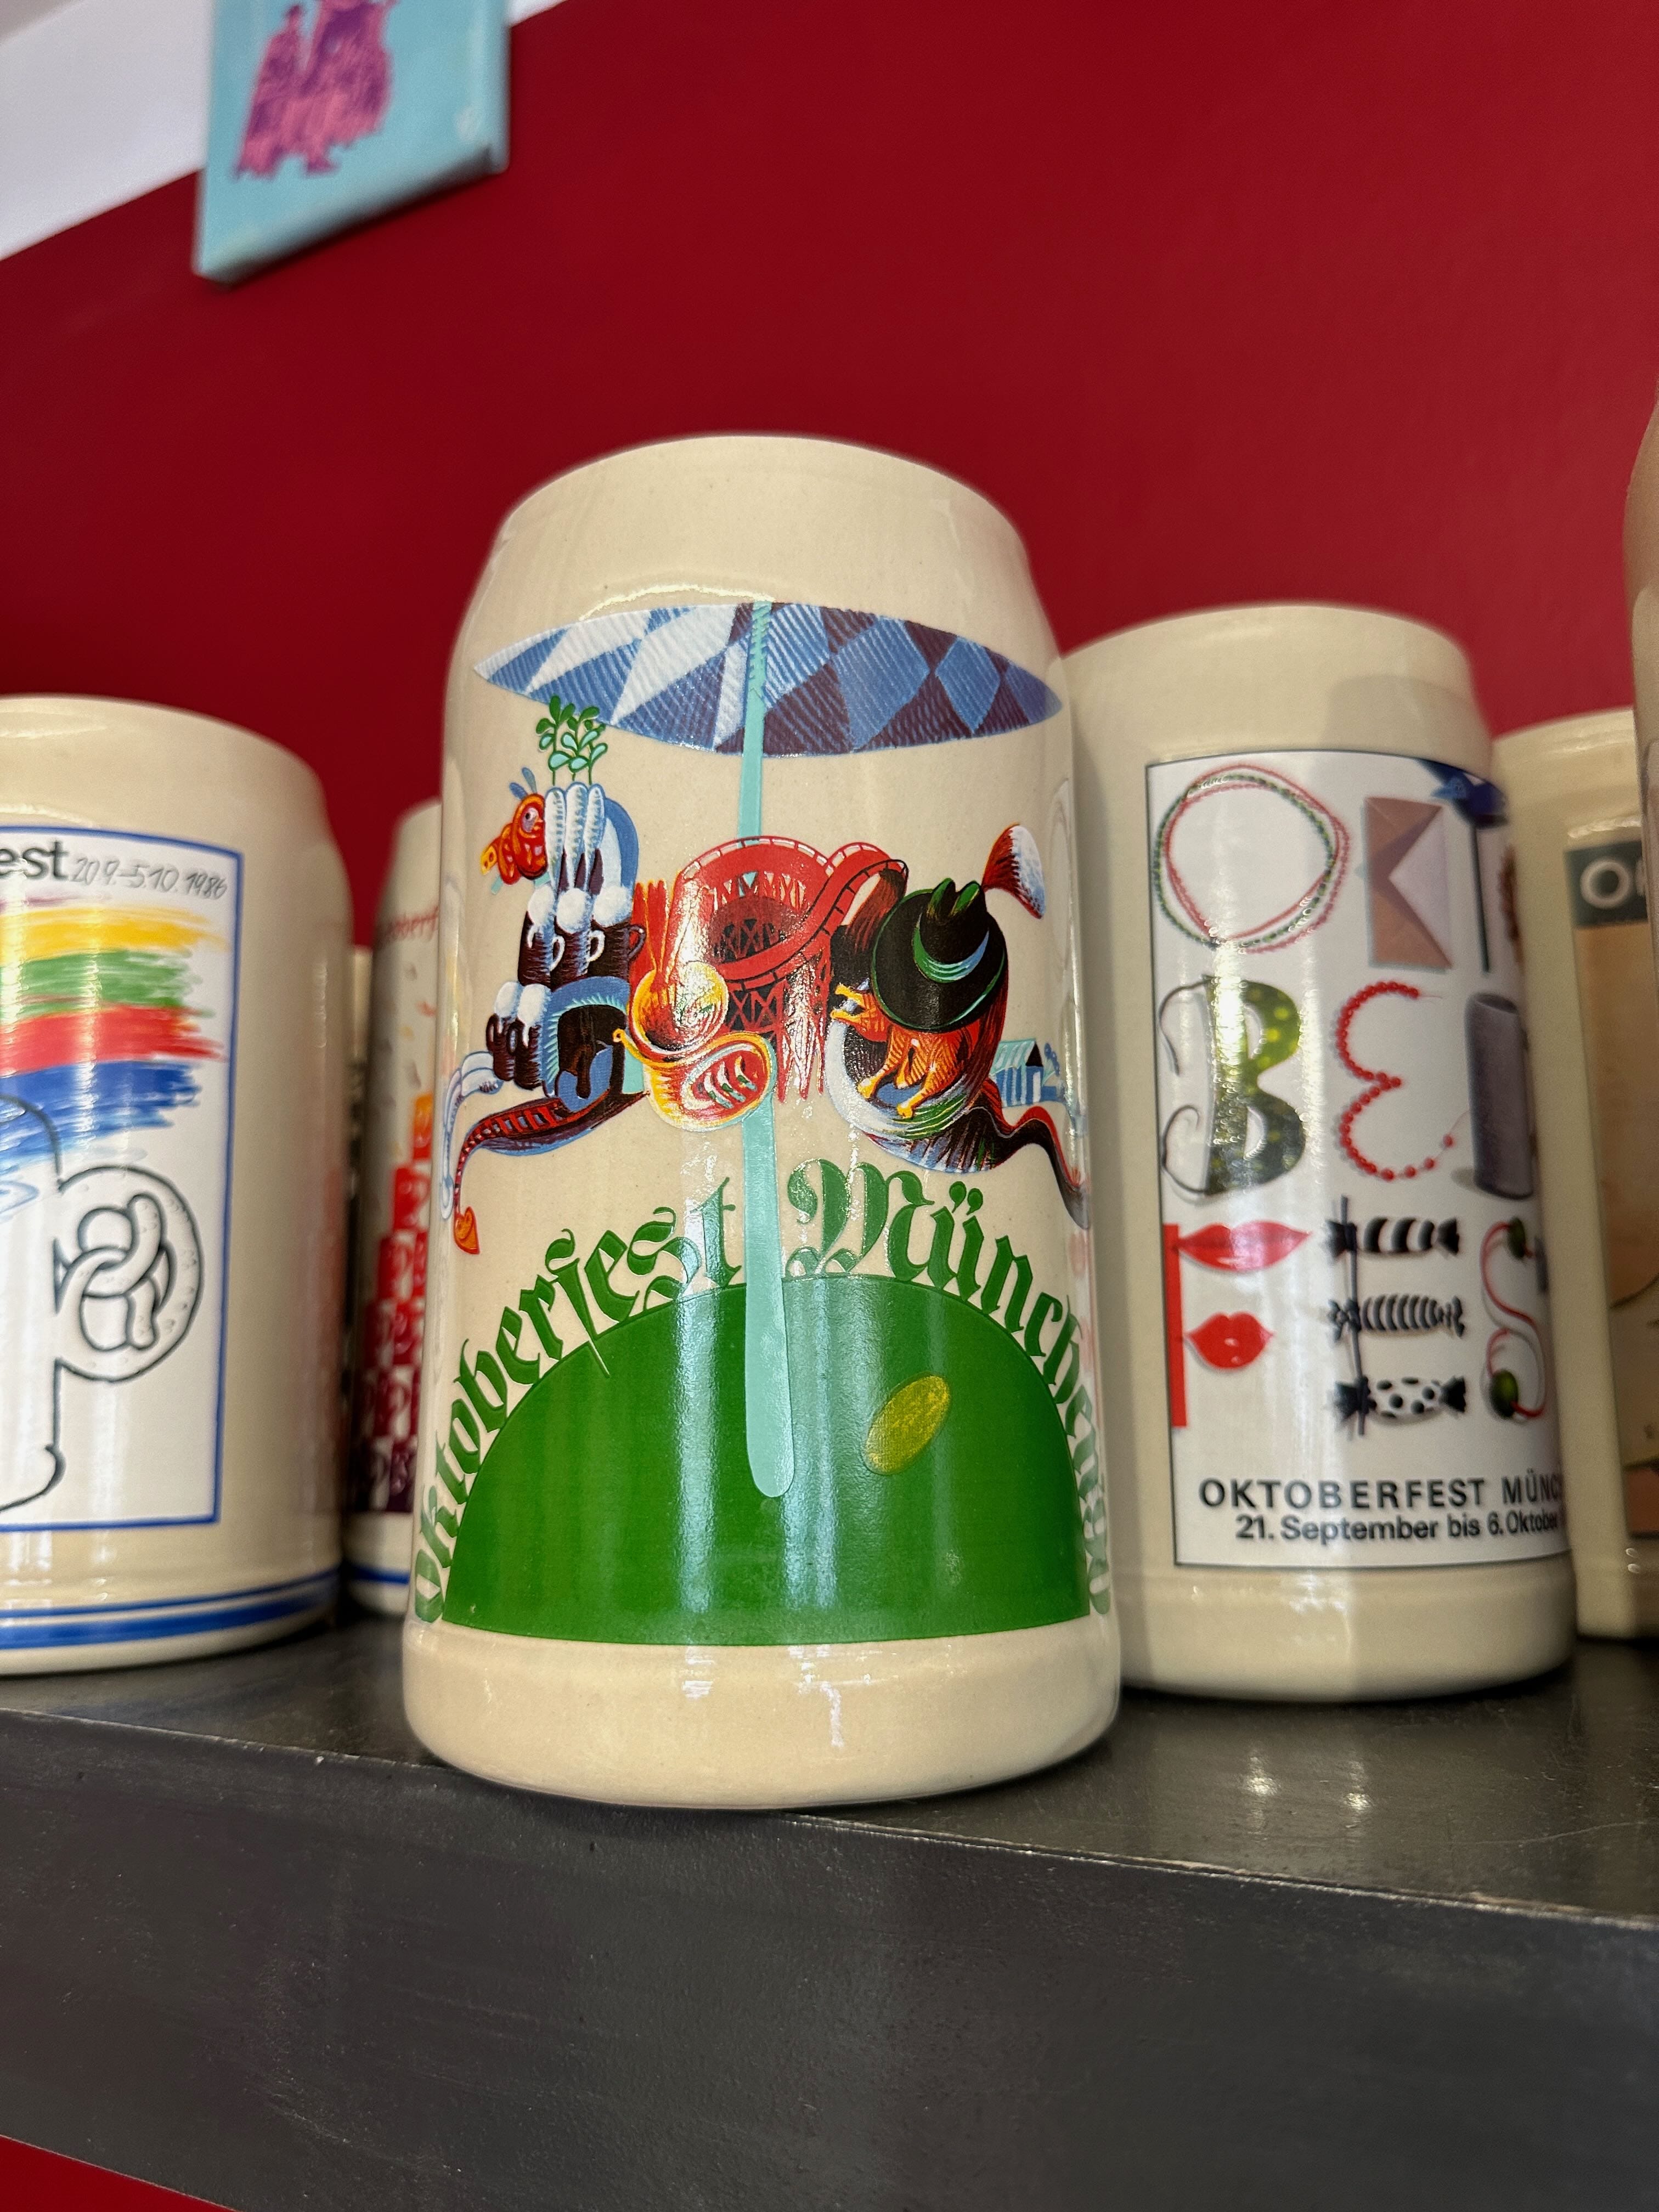 est 20.9.-5.10.1986
Oktoberfest München
OKTOBERFEST MÜNC
21. September bis 6. Oktober